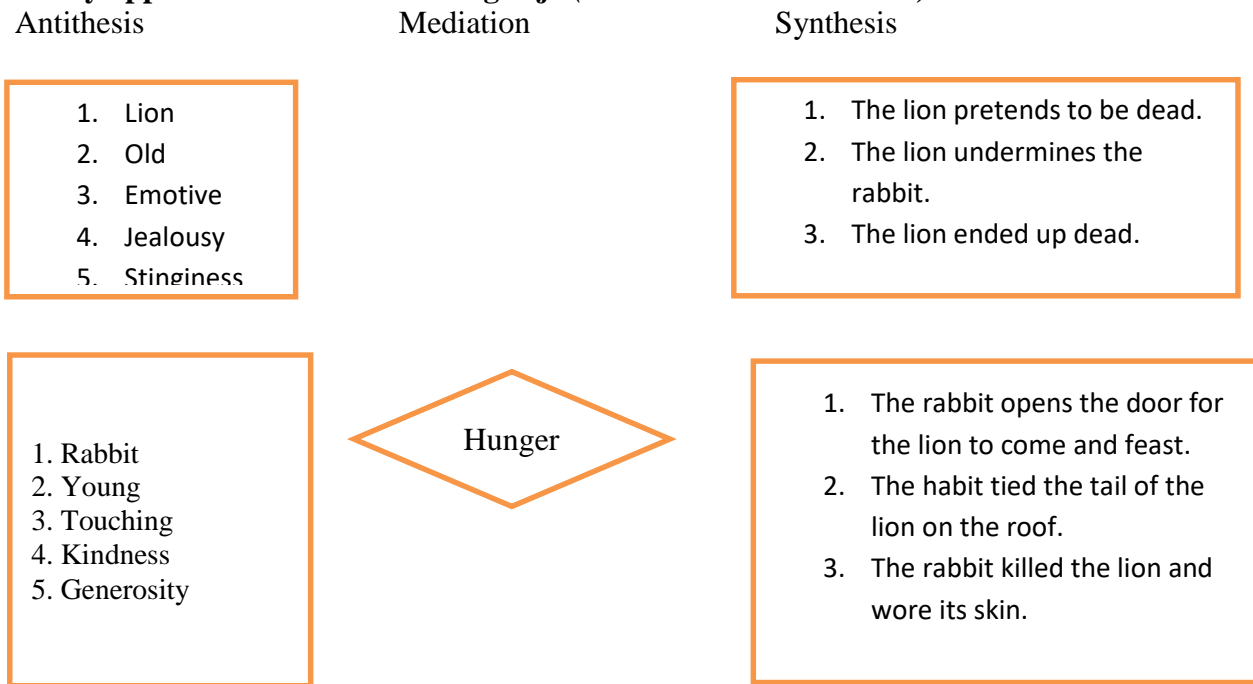 Antithesis Mediation Synthesis
1. Lion
2. Old
3. Emotive
4. Jealousy
5. Stinginess
1. The lion pretends to be dead.
2. The lion undermines the
rabbit.
3. The lion ended up dead.
1. Rabbit
2. Young
3. Touching
4. Kindness
5. Generosity
Hunger
1. The rabbit opens the door for
the lion to come and feast.
2. The habit tied the tail of the
lion on the roof.
3. The rabbit killed the lion and
wore its skin.